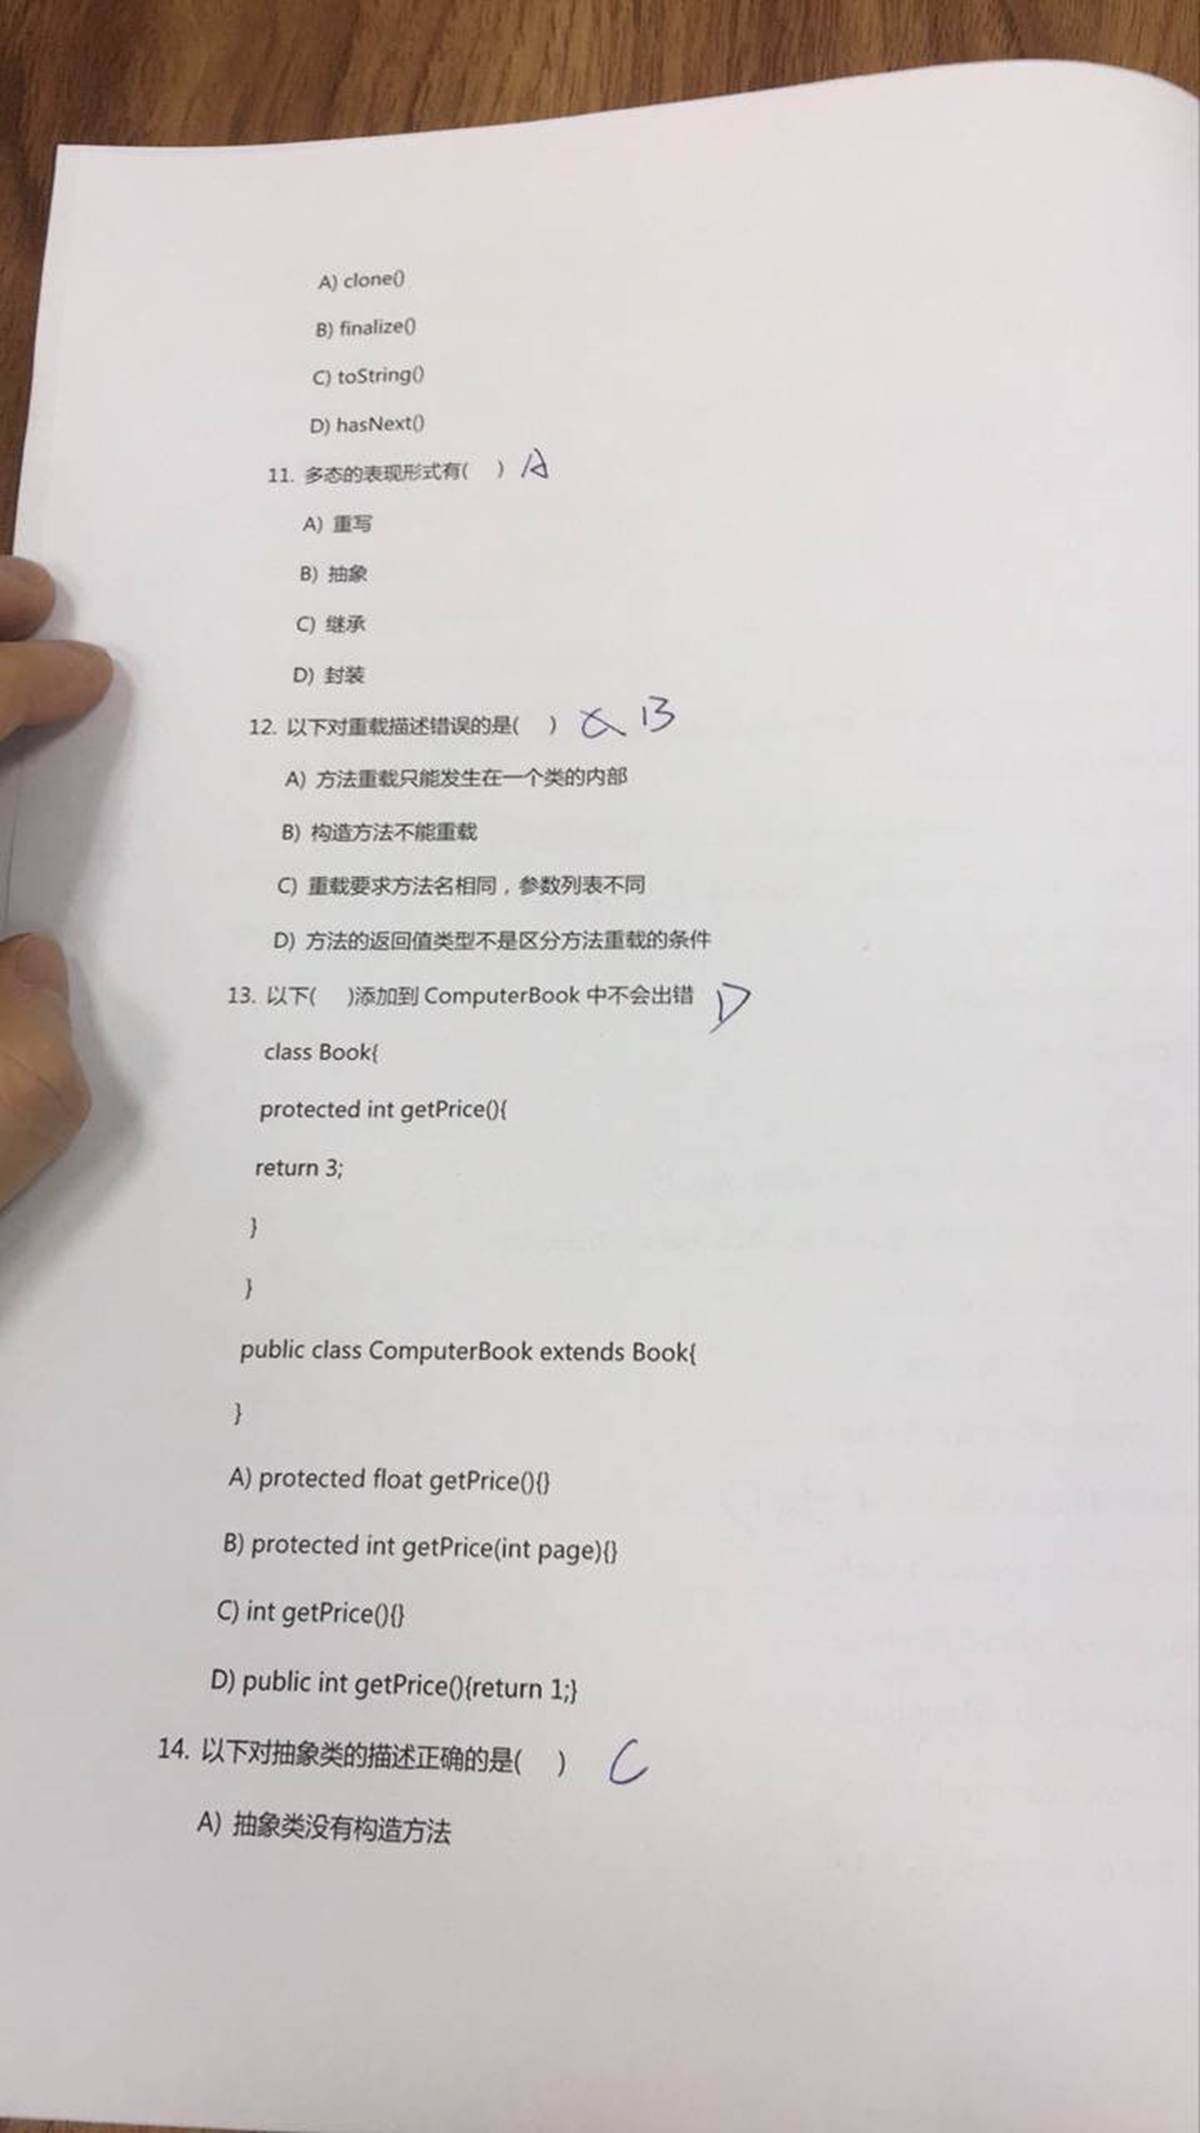 A) clone()
B) finalize()
C) toString()
D) hasNext()
11. 多态的表现形式有( ) A
A) 重写
B) 抽象
C) 继承
D) 封装
12. 以下对重载描述错误的是( ) B
A) 方法重载只能发生在一个类的内部
B) 构造方法不能重载
C) 重载要求方法名相同，参数列表不同
D) 方法的返回值类型不是区分方法重载的条件
13. 以下( )添加到 ComputerBook 中不会出错 D
class Book{
protected int getPrice(){
return 3;
}
}
public class ComputerBook extends Book{
}
A) protected float getPrice(){}
B) protected int getPrice(int page){}
C) int getPrice(){}
D) public int getPrice(){return 1;}
14. 以下对抽象类的描述正确的是( ) C
A) 抽象类没有构造方法